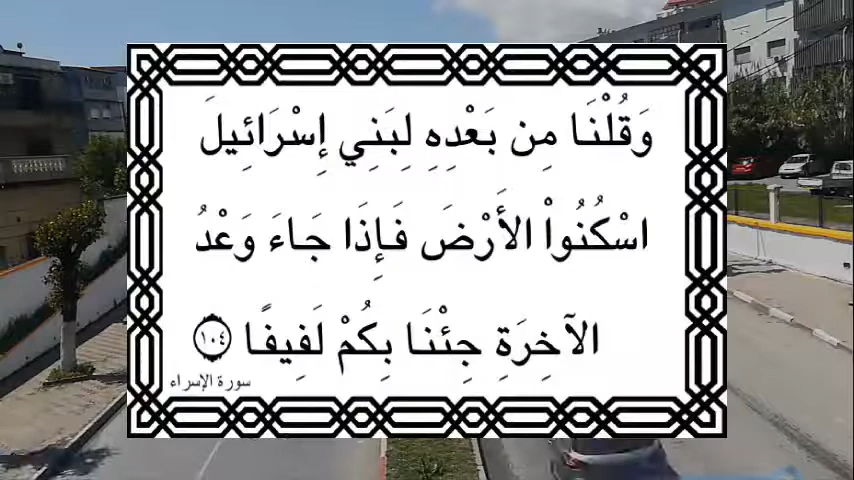 وَقُلْنَا مِن بَعْدِهِ لِبَنِي إِسْرَائِيلَ
اسْكُنُواْ الأَرْضَ فَإِذَا جَاءَ وَعْدُ
الآخِرَةِ جِئْنَا بِكُمْ لَفِيفًا ١٠٤
سورة الإسراء